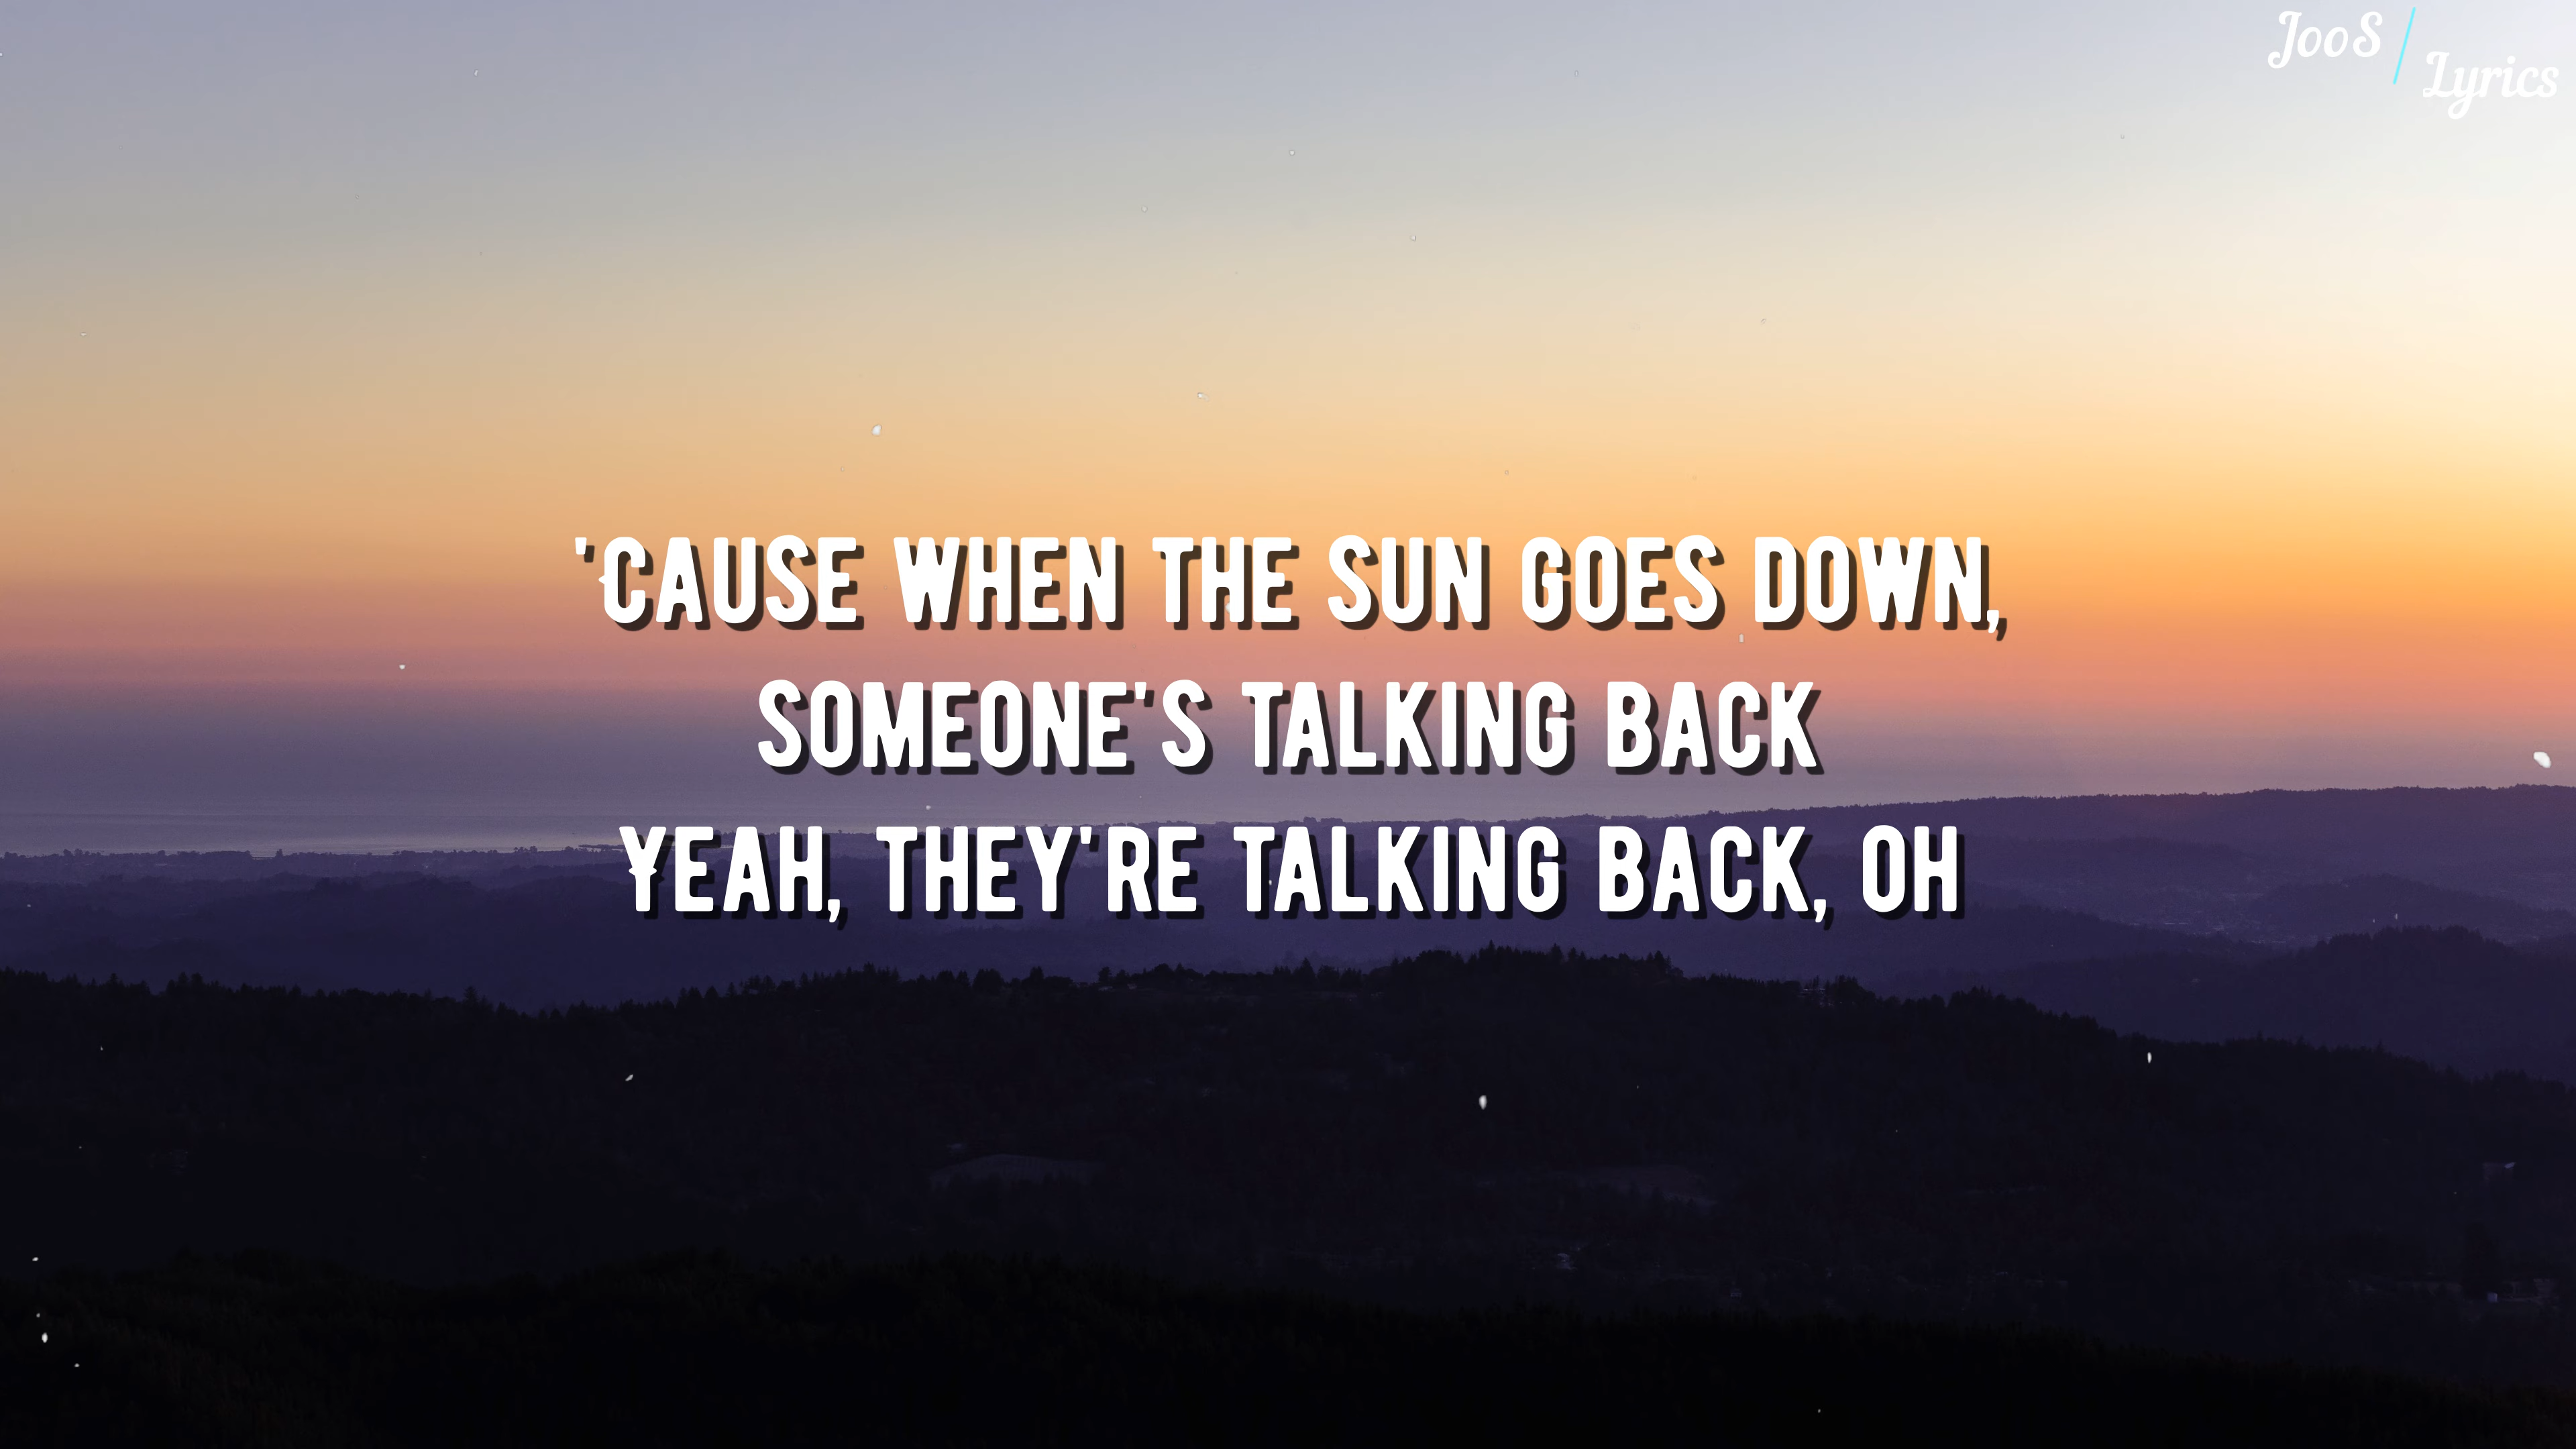 JooS / Lyrics
'CAUSE WHEN THE SUN GOES DOWN,
SOMEONE'S TALKING BACK
YEAH, THEY'RE TALKING BACK, OH